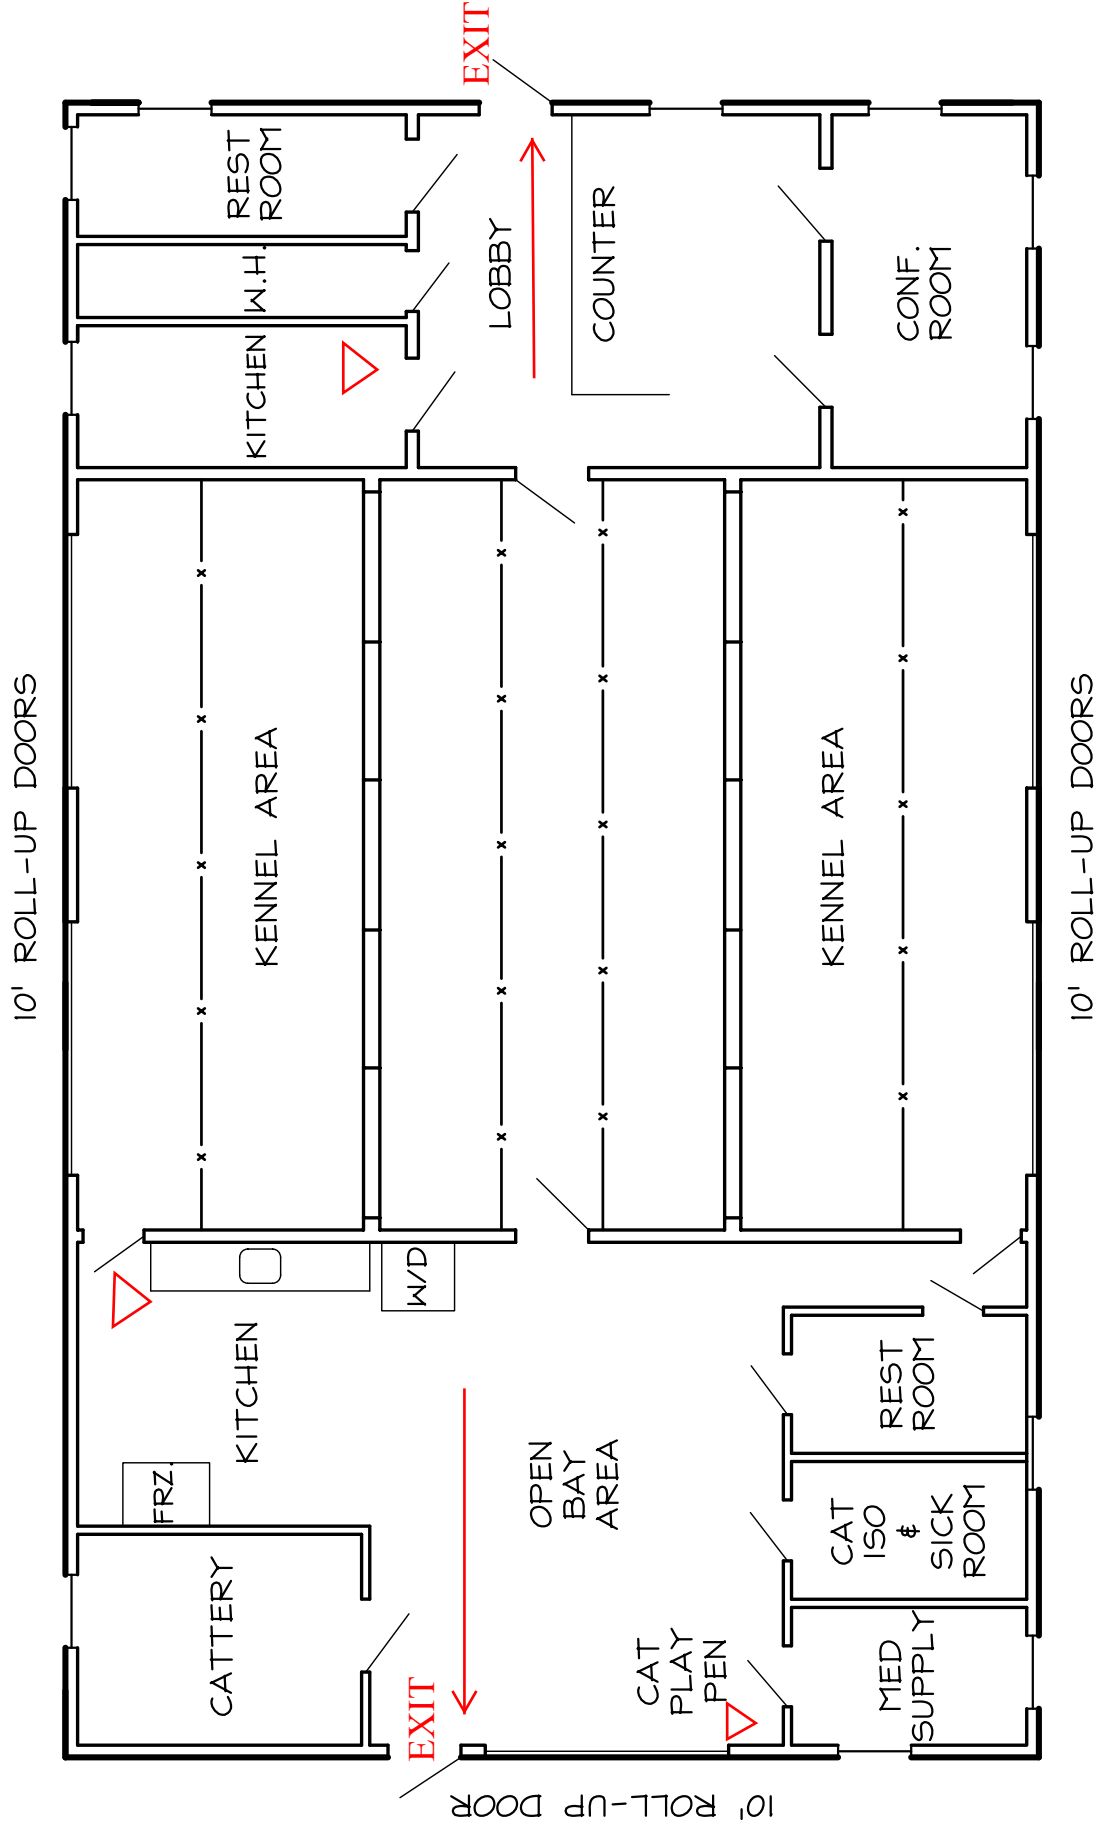 EXIT
REST
ROOM
W.H.
KITCHEN
LOBBY
COUNTER
CONF.
ROOM
10' ROLL-UP DOORS
KENNEL AREA
KENNEL AREA
10' ROLL-UP DOORS
W/D
KITCHEN
FRZ.
OPEN
BAY
AREA
REST
ROOM
CAT
ISO
&
SICK
ROOM
CATTERY
CAT
PLAY
PEN
MED
SUPPLY
EXIT
10' ROLL-UP DOOR